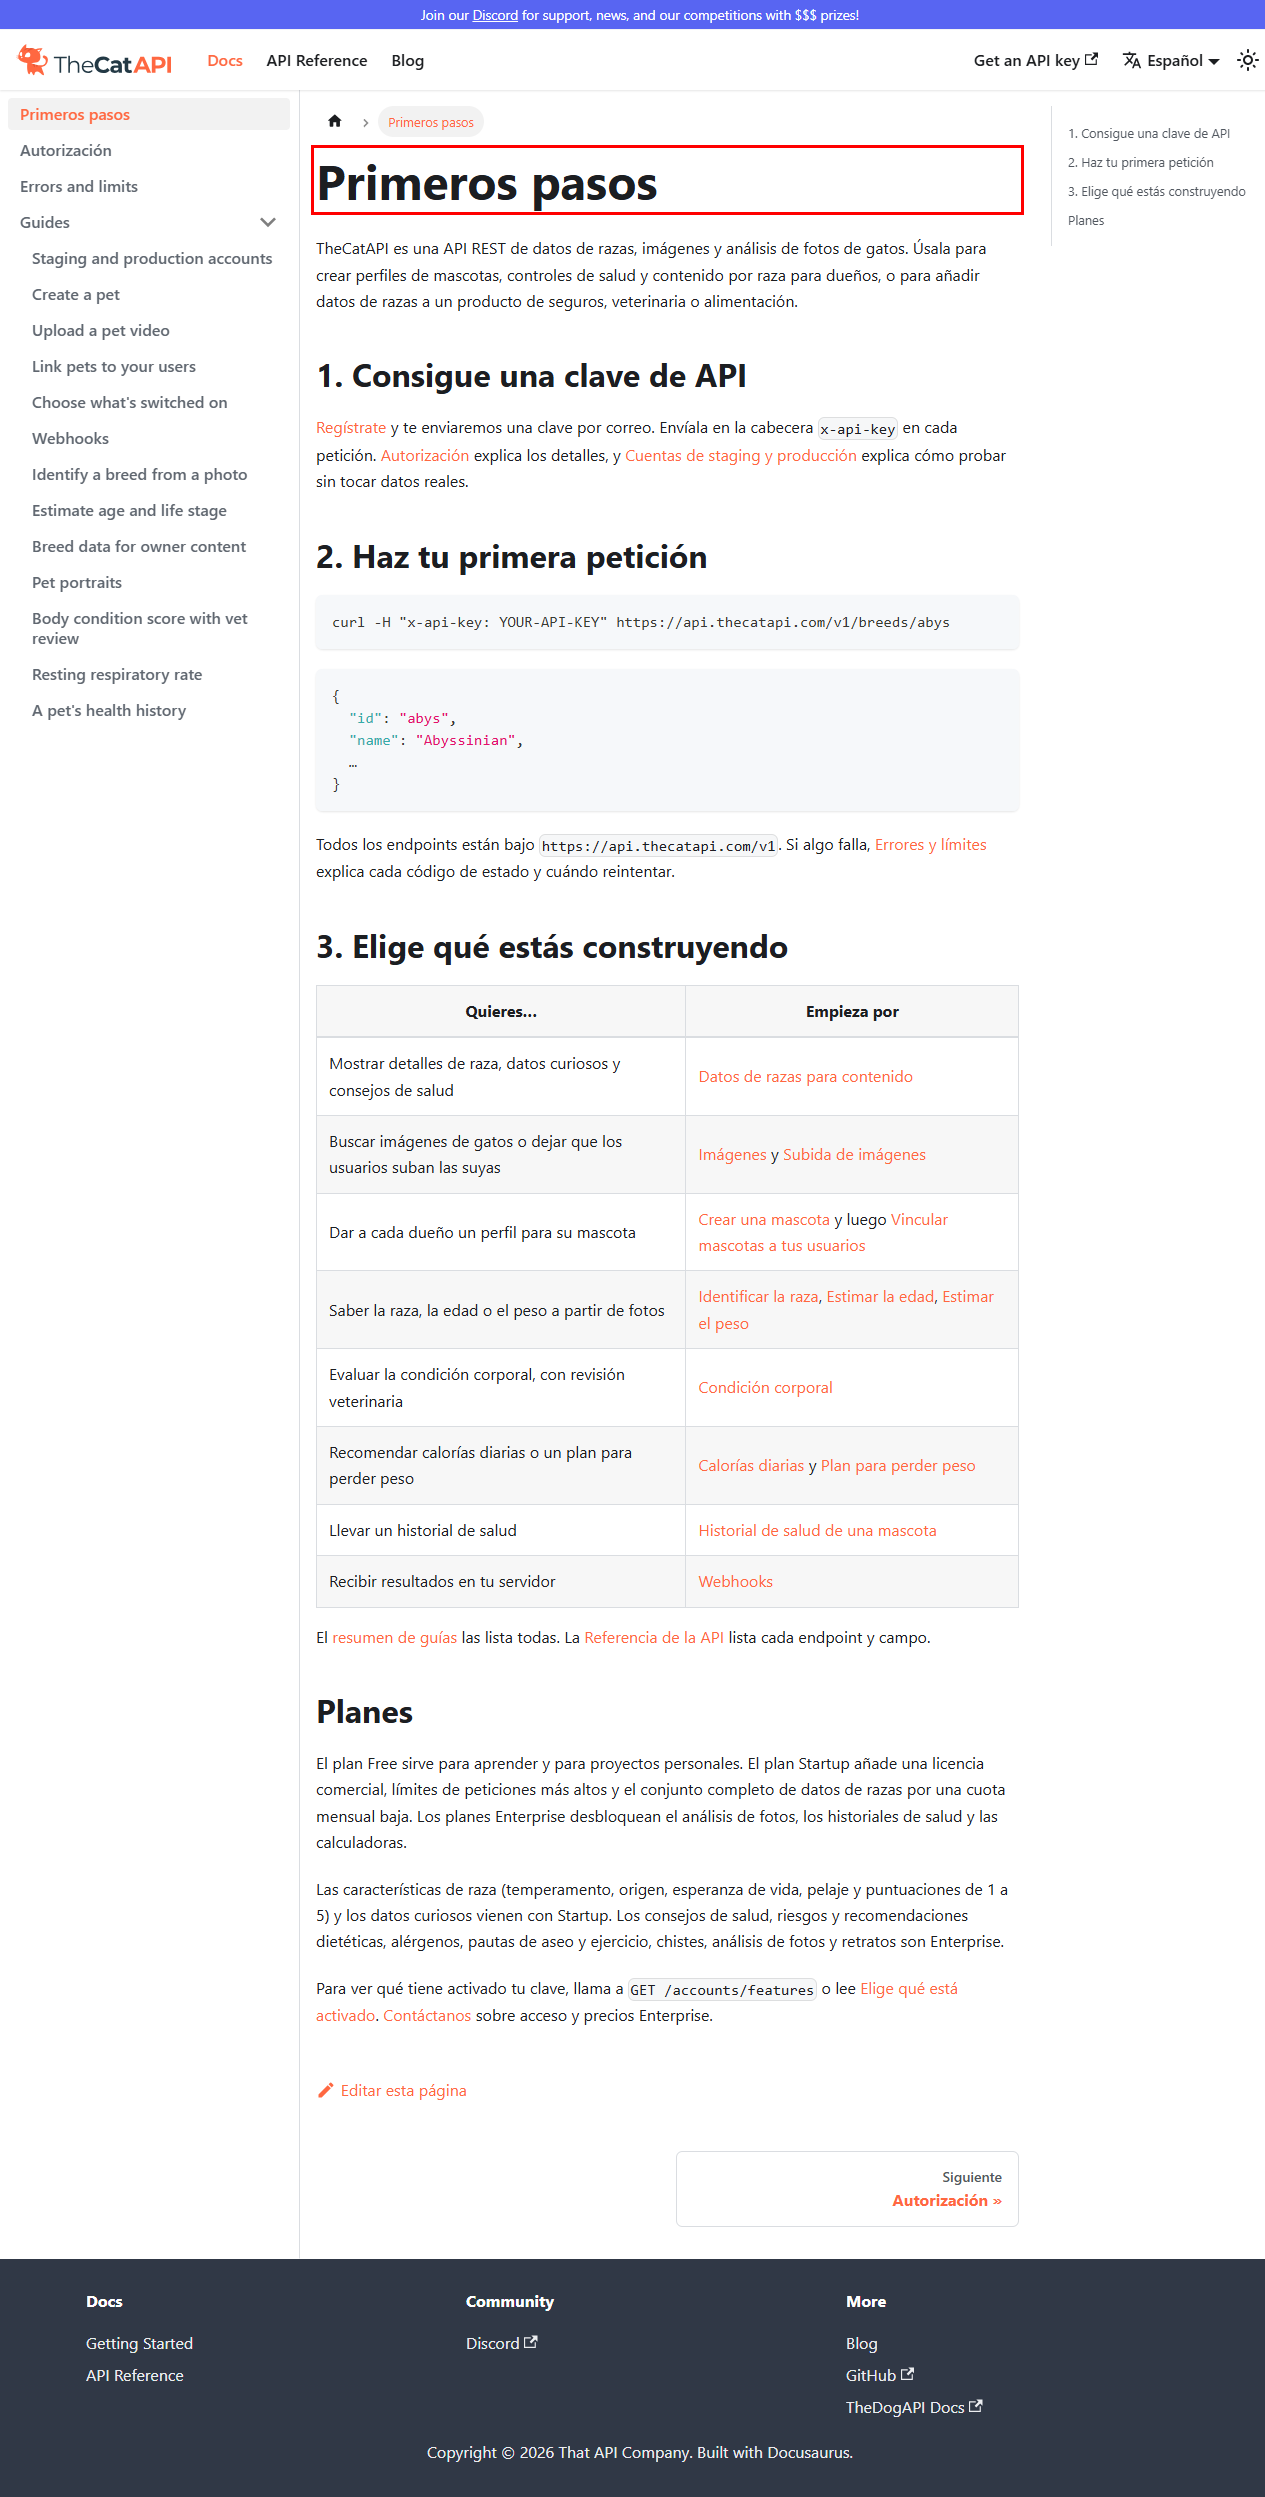 Join our Discord for support, news, and our competitions with $$$ prizes!
TheCatAPI
Docs
API Reference
Blog
Get an API key
Español
Primeros pasos
Autorización
Errors and limits
Guides
Staging and production accounts
Create a pet
Upload a pet video
Link pets to your users
Choose what's switched on
Webhooks
Identify a breed from a photo
Estimate age and life stage
Breed data for owner content
Pet portraits
Body condition score with vet
review
Resting respiratory rate
A pet's health history
Primeros pasos
Primeros pasos
TheCatAPI es una API REST de datos de razas, imágenes y análisis de fotos de gatos. Úsala para
crear perfiles de mascotas, controles de salud y contenido por raza para dueños, o para añadir
datos de razas a un producto de seguros, veterinaria o alimentación.
1. Consigue una clave de API
Regístrate y te enviaremos una clave por correo. Envíala en la cabecera x-api-key en cada
petición. Autorización explica los detalles, y Cuentas de staging y producción explica cómo probar
sin tocar datos reales.
2. Haz tu primera petición
curl -H "x-api-key: YOUR-API-KEY" https://api.thecatapi.com/v1/breeds/abys
{
"id": "abys",
"name": "Abyssinian",
…
}
Todos los endpoints están bajo https://api.thecatapi.com/v1. Si algo falla, Errores y límites
explica cada código de estado y cuándo reintentar.
3. Elige qué estás construyendo
Quieres…
Empieza por
Mostrar detalles de raza, datos curiosos y
consejos de salud
Datos de razas para contenido
Buscar imágenes de gatos o dejar que los
usuarios suban las suyas
Imágenes y Subida de imágenes
Dar a cada dueño un perfil para su mascota
Crear una mascota y luego Vincular
mascotas a tus usuarios
Saber la raza, la edad o el peso a partir de fotos
Identificar la raza, Estimar la edad, Estimar
el peso
Evaluar la condición corporal, con revisión
veterinaria
Condición corporal
Recomendar calorías diarias o un plan para
perder peso
Calorías diarias y Plan para perder peso
Llevar un historial de salud
Historial de salud de una mascota
Recibir resultados en tu servidor
Webhooks
El resumen de guías las lista todas. La Referencia de la API lista cada endpoint y campo.
Planes
El plan Free sirve para aprender y para proyectos personales. El plan Startup añade una licencia
comercial, límites de peticiones más altos y el conjunto completo de datos de razas por una cuota
mensual baja. Los planes Enterprise desbloquean el análisis de fotos, los historiales de salud y las
calculadoras.
Las características de raza (temperamento, origen, esperanza de vida, pelaje y puntuaciones de 1 a
5) y los datos curiosos vienen con Startup. Los consejos de salud, riesgos y recomendaciones
dietéticas, alérgenos, pautas de aseo y ejercicio, chistes, análisis de fotos y retratos son Enterprise.
Para ver qué tiene activado tu clave, llama a GET /accounts/features o lee Elige qué está
activado. Contáctanos sobre acceso y precios Enterprise.
Editar esta página
Siguiente
Autorización »
1. Consigue una clave de API
2. Haz tu primera petición
3. Elige qué estás construyendo
Planes
Docs
Getting Started
API Reference
Community
Discord
More
Blog
GitHub
TheDogAPI Docs
Copyright © 2026 That API Company. Built with Docusaurus.